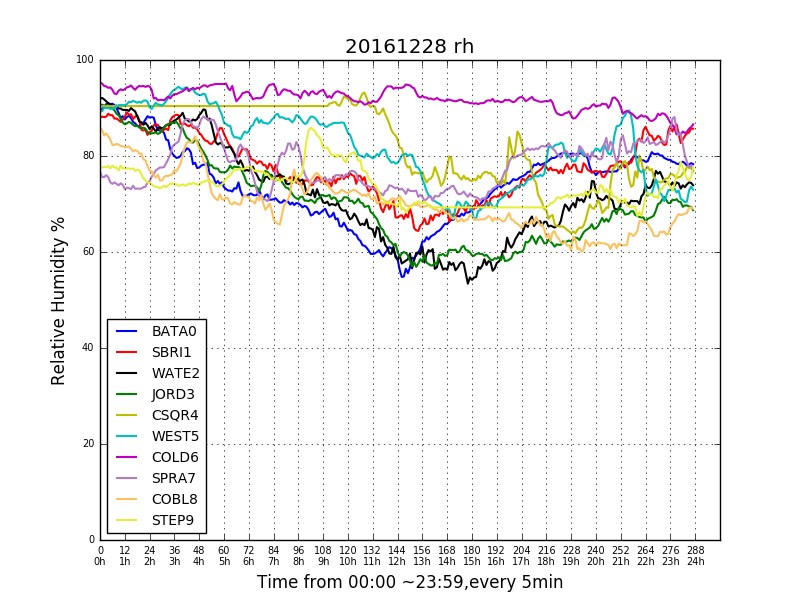 20161228 rh
100
80
60
40
20
0
Relative Humidity %
BATA0
SBRI1
WATE2
JORD3
CSQR4
WEST5
COLD6
SPRA7
COBL8
STEP9
0 12 24 36 48 60 72 84 96 108 120 132 144 156 168 180 192 204 216 228 240 252 264 276 288
0h 1h 2h 3h 4h 5h 6h 7h 8h 9h 10h 11h 12h 13h 14h 15h 16h 17h 18h 19h 20h 21h 22h 23h 24h
Time from 00:00 ~23:59,every 5min